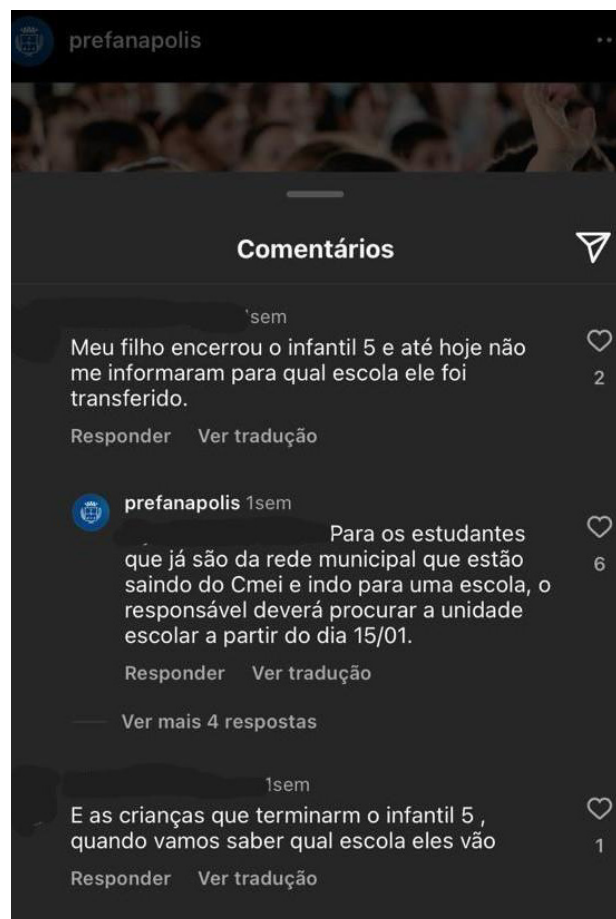 prefanapolis
Comentários
1sem
Meu filho encerrou o infantil 5 e até hoje não
me informaram para qual escola ele foi
transferido.
2
Responder Ver tradução
prefanapolis 1sem
Para os estudantes
que já são da rede municipal que estão
saindo do Cmei e indo para uma escola, o
responsável deverá procurar a unidade
escolar a partir do dia 15/01.
6
Responder Ver tradução
Ver mais 4 respostas
1sem
E as crianças que terminarm o infantil 5 ,
quando vamos saber qual escola eles vão
1
Responder Ver tradução